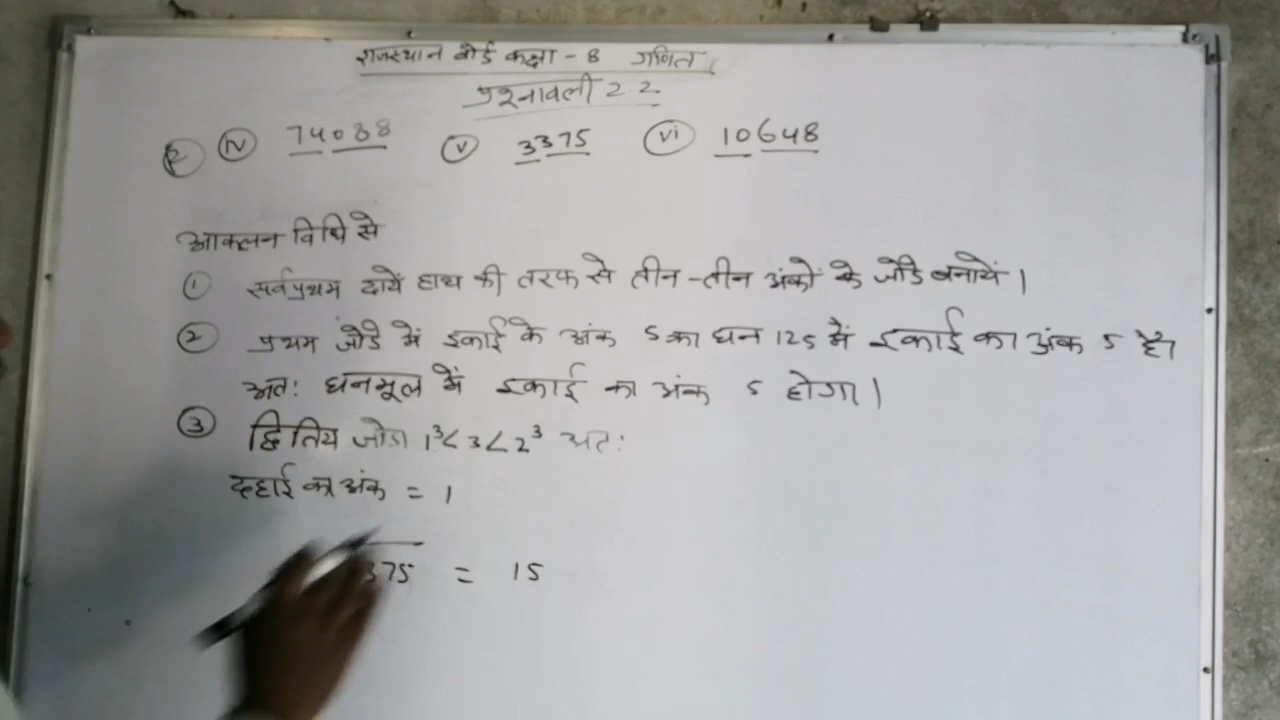 राजस्थान बोर्ड कक्षा - 8 गणित
प्रश्नावली 2 2
2 iv 74088 v 3375 vi 10648
आकलन विधि से
1 सर्वप्रथम दायें हाथ की तरफ से तीन-तीन अंकों के जोडे बनायें।
2 प्रथम जोडे में इकाई के अंक 5 का घन 125 में इकाई का अंक 5 है।
अतः घनमूल में इकाई का अंक 5 होगा।
3 द्वितिय जोडा 1³<3<2³ अतः
दहाई का अंक = 1
375 = 15